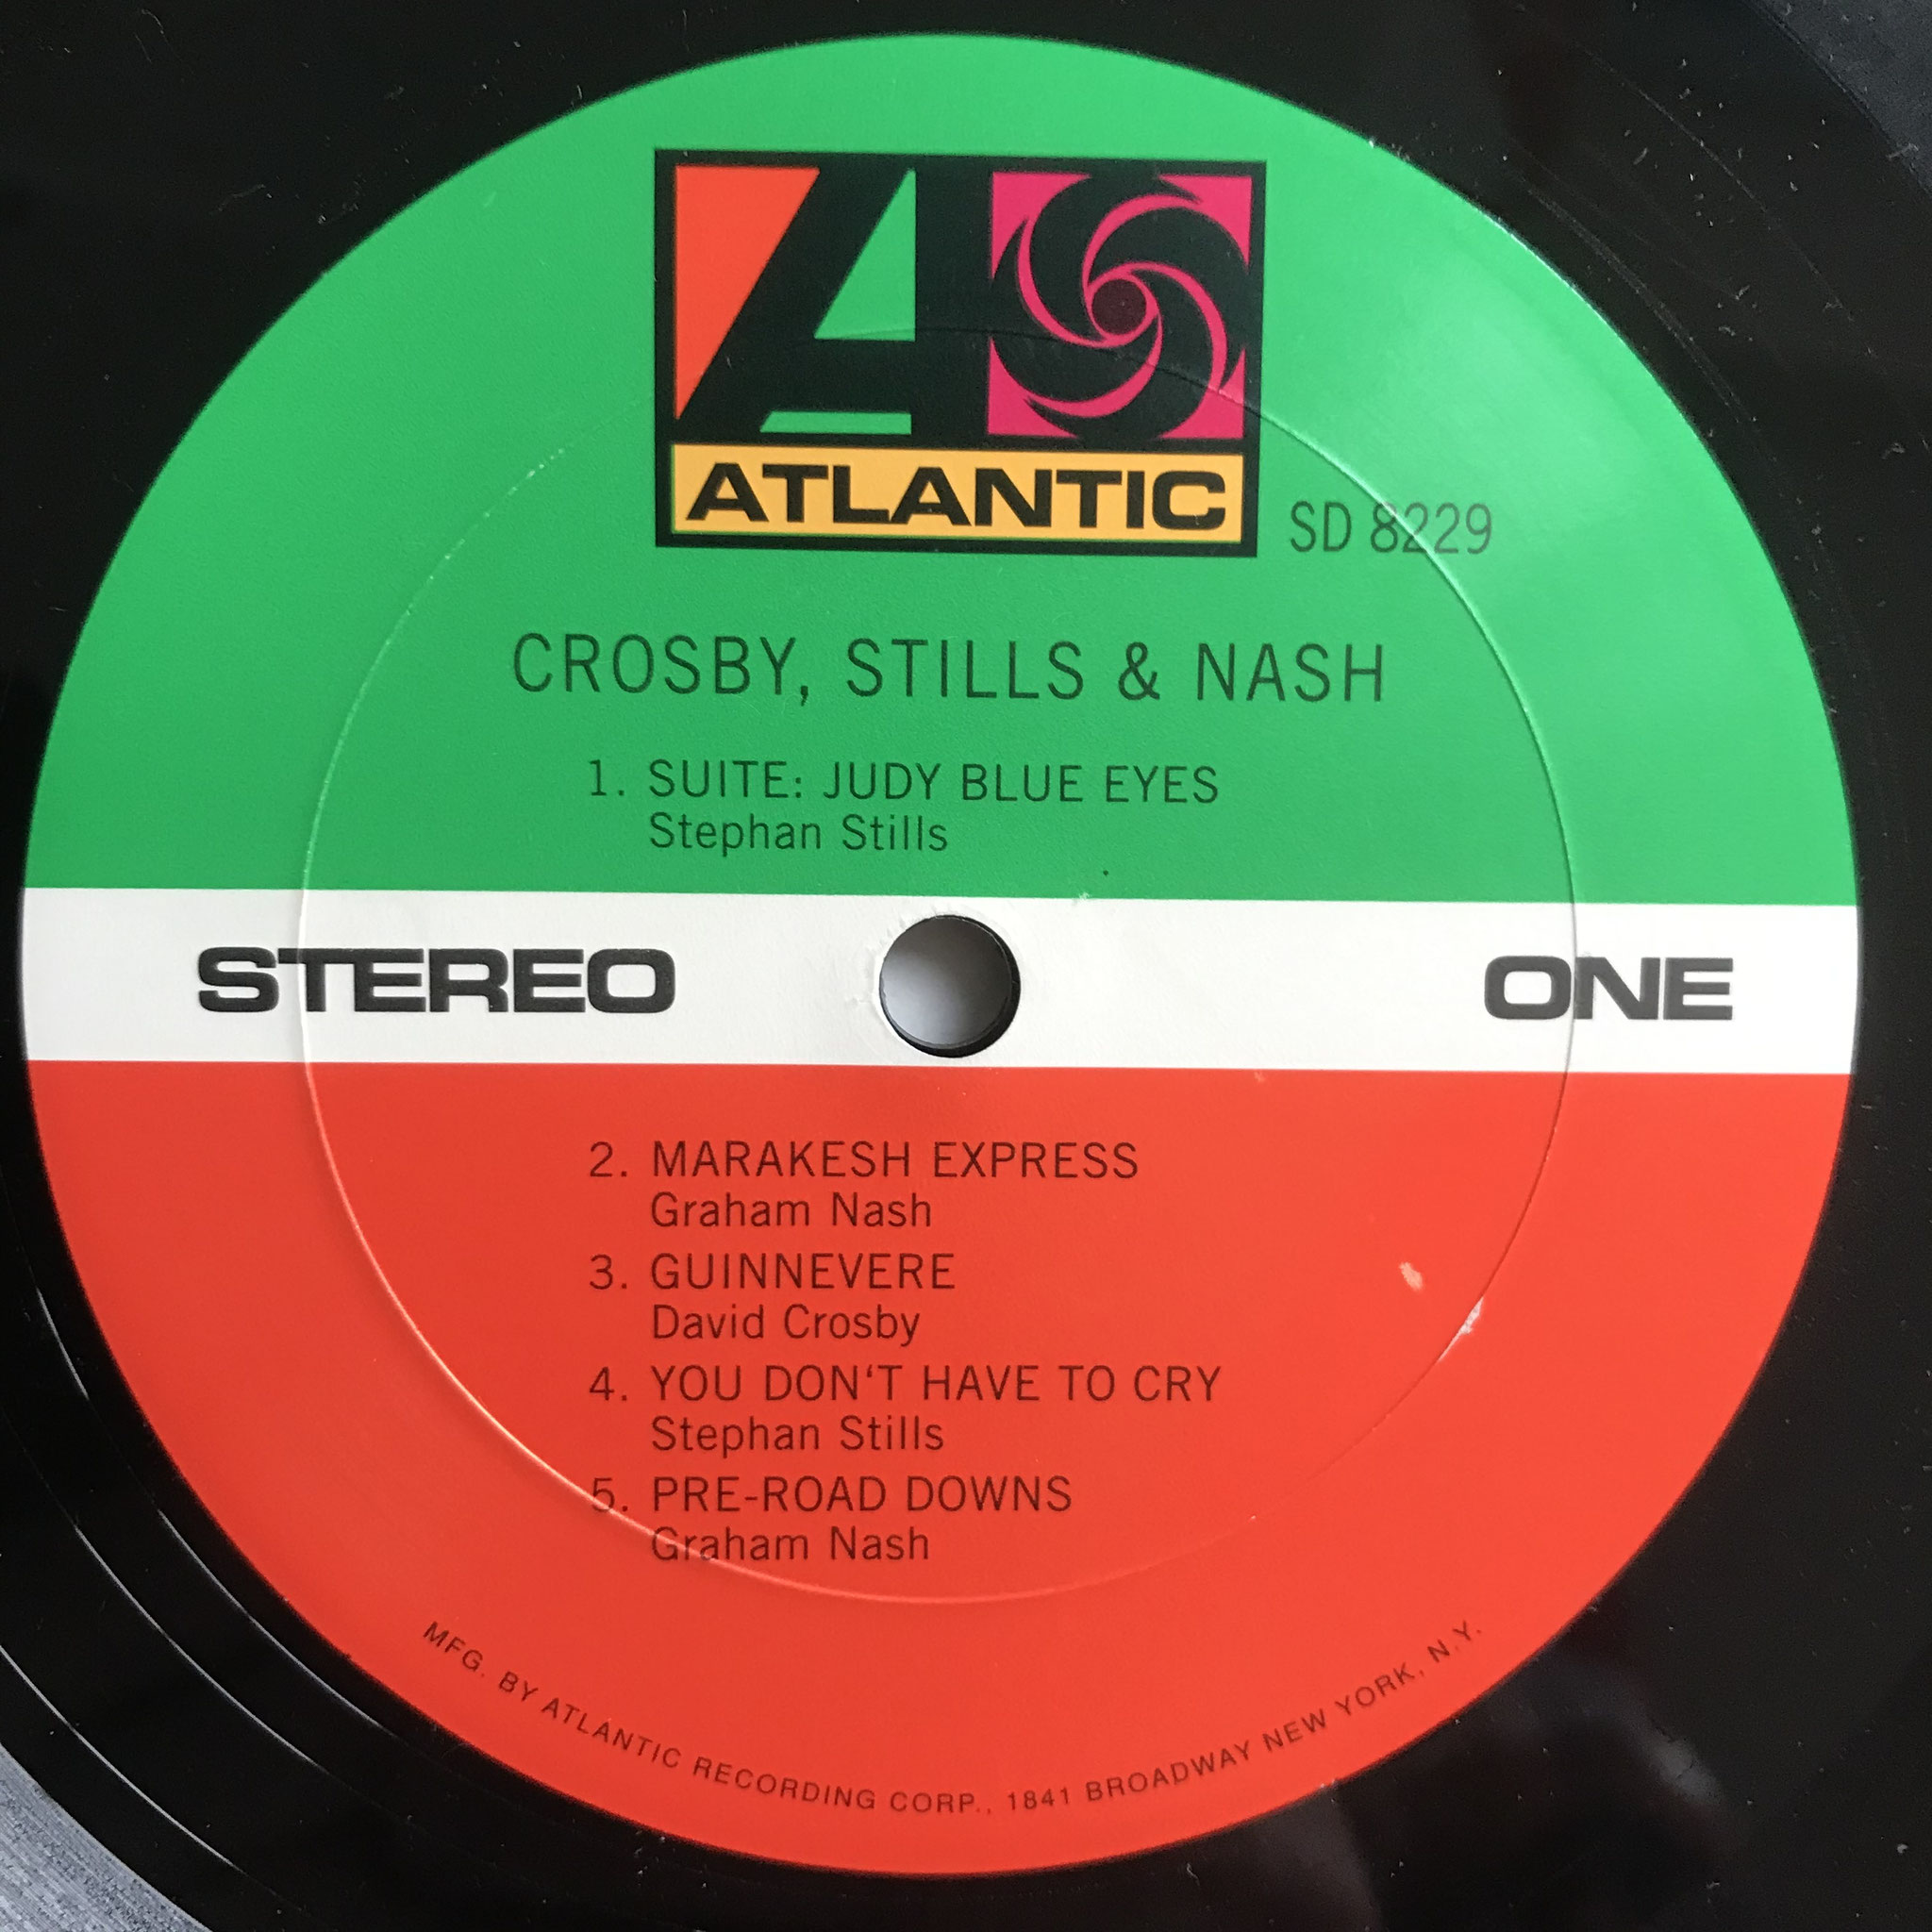 ATLANTIC
SD 8229
CROSBY, STILLS & NASH
1. SUITE: JUDY BLUE EYES
Stephan Stills
STEREO
ONE
2. MARAKESH EXPRESS
Graham Nash
3. GUINNEVERE
David Crosby
4. YOU DON'T HAVE TO CRY
Stephan Stills
5. PRE-ROAD DOWNS
Graham Nash
MFG. BY ATLANTIC RECORDING CORP., 1841 BROADWAY NEW YORK, N.Y.